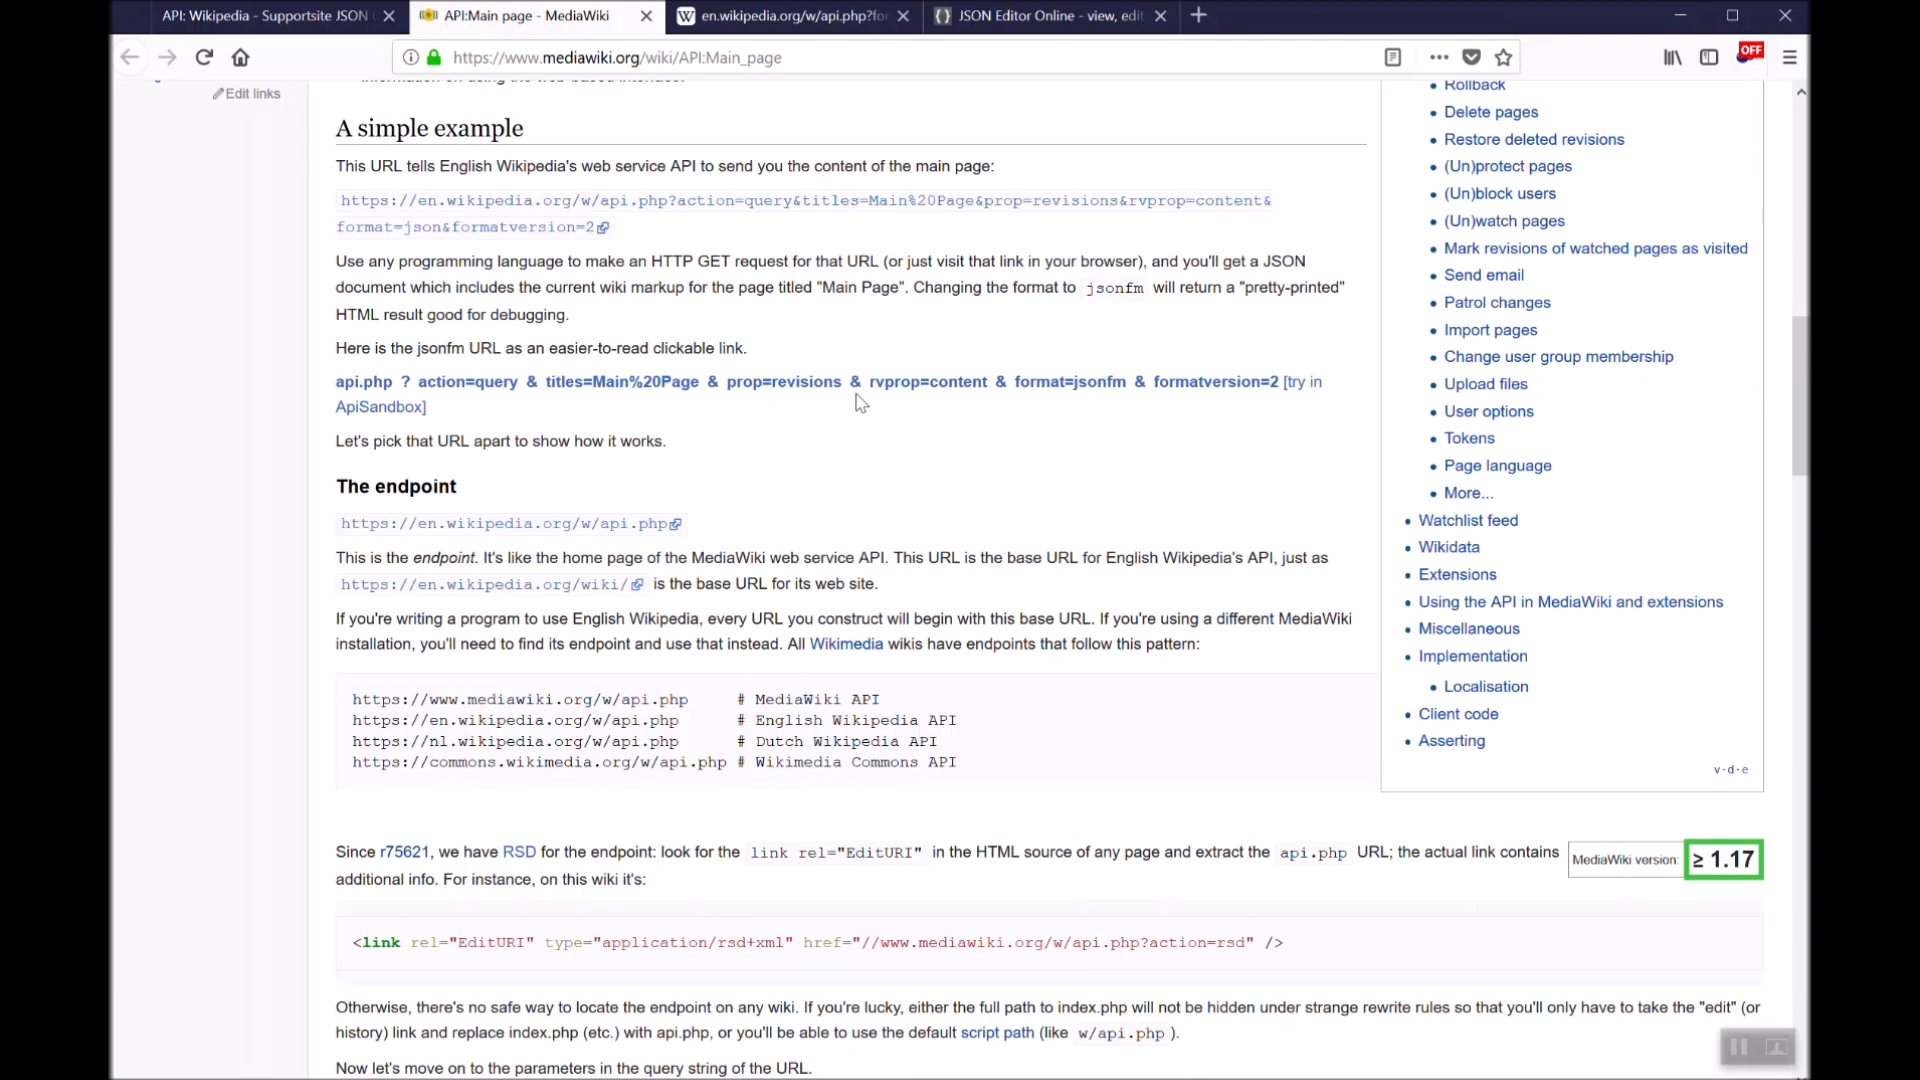 API: Wikipedia - Supportsite JSON
API:Main page - MediaWiki
W en.wikipedia.org/w/api.php?for
{} JSON Editor Online - view, edit
https://www.mediawiki.org/wiki/API:Main_page
OFF
Edit links
A simple example
This URL tells English Wikipedia's web service API to send you the content of the main page:
https://en.wikipedia.org/w/api.php?action=query&titles=Main%20Page&prop=revisions&rvprop=content&
format=json&formatversion=2
Use any programming language to make an HTTP GET request for that URL (or just visit that link in your browser), and you'll get a JSON
document which includes the current wiki markup for the page titled "Main Page". Changing the format to jsonfm will return a "pretty-printed"
HTML result good for debugging.
Here is the jsonfm URL as an easier-to-read clickable link.
api.php ? action=query & titles=Main%20Page & prop=revisions & rvprop=content & format=jsonfm & formatversion=2 [try in
ApiSandbox]
Let's pick that URL apart to show how it works.
The endpoint
https://en.wikipedia.org/w/api.php
This is the endpoint. It's like the home page of the MediaWiki web service API. This URL is the base URL for English Wikipedia's API, just as
https://en.wikipedia.org/wiki/ is the base URL for its web site.
If you're writing a program to use English Wikipedia, every URL you construct will begin with this base URL. If you're using a different MediaWiki
installation, you'll need to find its endpoint and use that instead. All Wikimedia wikis have endpoints that follow this pattern:
https://www.mediawiki.org/w/api.php # MediaWiki API
https://en.wikipedia.org/w/api.php # English Wikipedia API
https://nl.wikipedia.org/w/api.php # Dutch Wikipedia API
https://commons.wikimedia.org/w/api.php # Wikimedia Commons API
Rollback
Delete pages
Restore deleted revisions
(Un)protect pages
(Un)block users
(Un)watch pages
Mark revisions of watched pages as visited
Send email
Patrol changes
Import pages
Change user group membership
Upload files
User options
Tokens
Page language
More...
Watchlist feed
Wikidata
Extensions
Using the API in MediaWiki and extensions
Miscellaneous
Implementation
Localisation
Client code
Asserting
v·d·e
Since r75621, we have RSD for the endpoint: look for the link rel="EditURI" in the HTML source of any page and extract the api.php URL; the actual link contains
additional info. For instance, on this wiki it's:
MediaWiki version: ≥ 1.17
<link rel="EditURI" type="application/rsd+xml" href="//www.mediawiki.org/w/api.php?action=rsd" />
Otherwise, there's no safe way to locate the endpoint on any wiki. If you're lucky, either the full path to index.php will not be hidden under strange rewrite rules so that you'll only have to take the "edit" (or
history) link and replace index.php (etc.) with api.php, or you'll be able to use the default script path (like w/api.php ).
Now let's move on to the parameters in the query string of the URL.